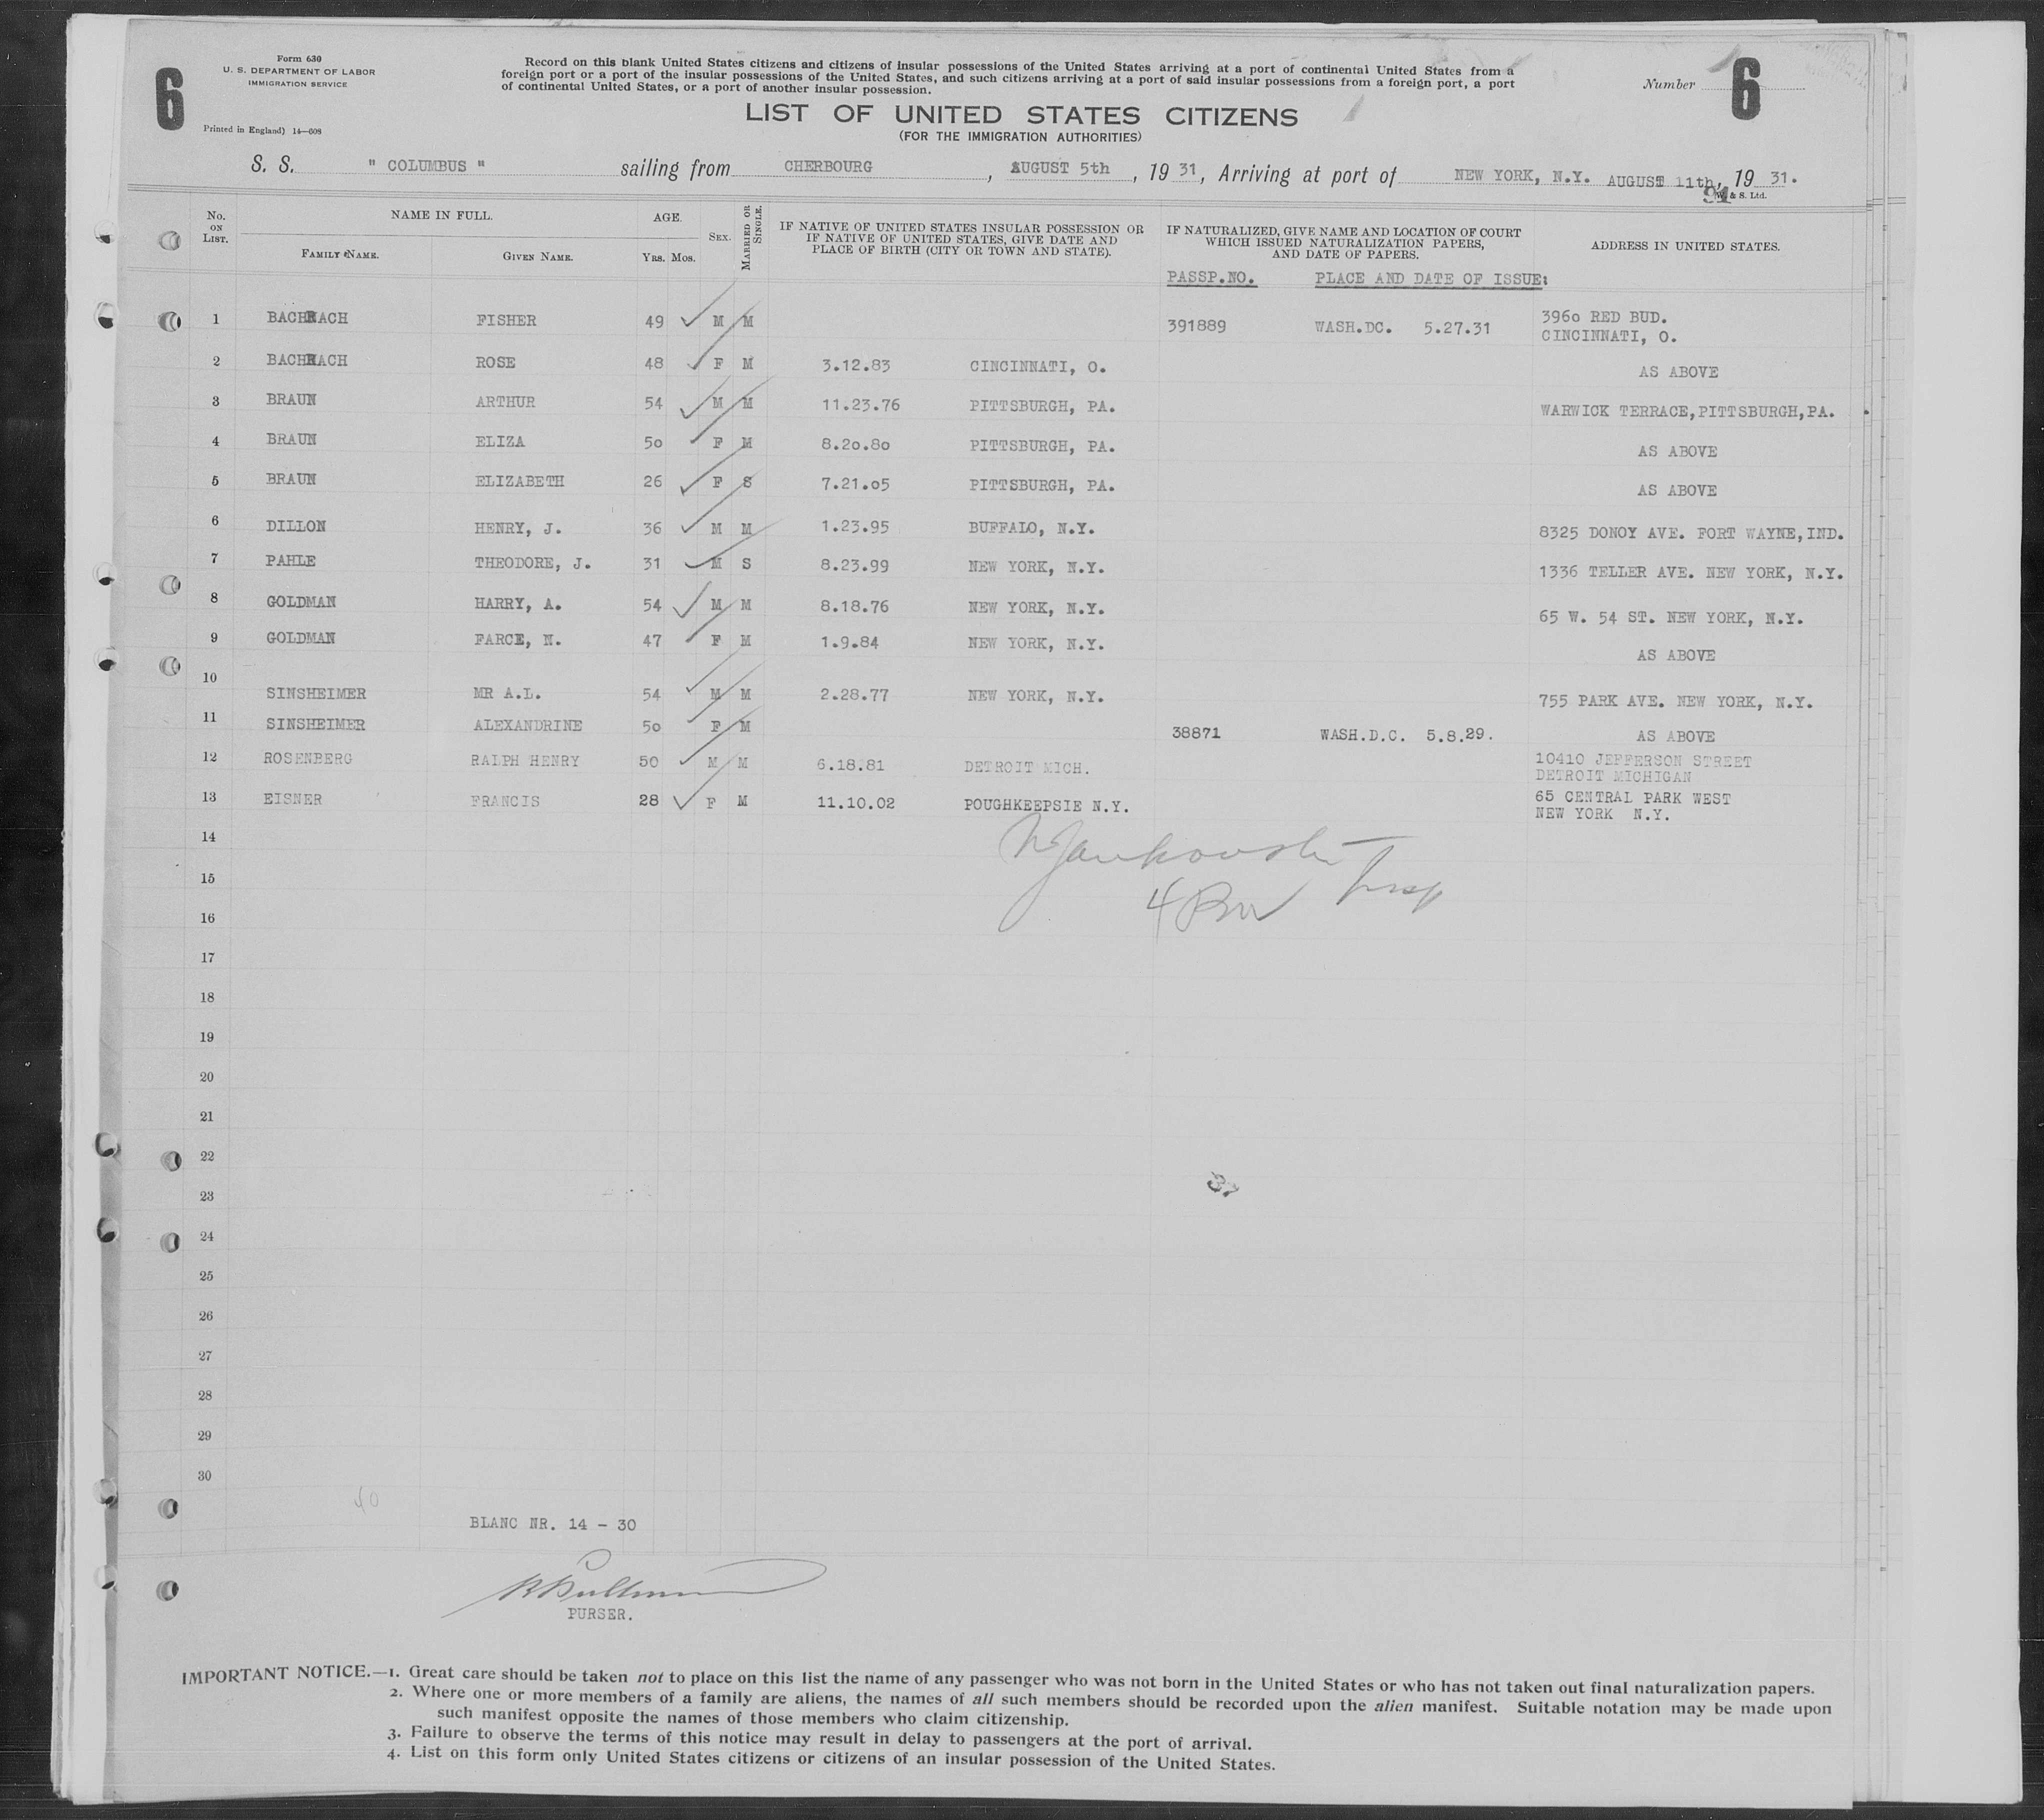 6
Form 630
U. S. DEPARTMENT OF LABOR
IMMIGRATION SERVICE
Printed in England) 14—608
Record on this blank United States citizens and citizens of insular possessions of the United States arriving at a port of continental United States from a
foreign port or a port of the insular possessions of the United States, and such citizens arriving at a port of said insular possessions from a foreign port, a port
of continental United States, or a port of another insular possession.
Number 6
LIST OF UNITED STATES CITIZENS
(FOR THE IMMIGRATION AUTHORITIES)
S. S. " COLUMBUS " sailing from CHERBOURG, AUGUST 5th, 19 31, Arriving at port of NEW YORK, N.Y. AUGUST 11th, 19 31.
W. & S. Ltd.
No. ON LIST. NAME IN FULL. FAMILY NAME. GIVEN NAME. AGE. Yrs. Mos. SEX. MARRIED OR SINGLE. IF NATIVE OF UNITED STATES INSULAR POSSESSION OR IF NATIVE OF UNITED STATES, GIVE DATE AND PLACE OF BIRTH (CITY OR TOWN AND STATE). IF NATURALIZED, GIVE NAME AND LOCATION OF COURT WHICH ISSUED NATURALIZATION PAPERS, AND DATE OF PAPERS. ADDRESS IN UNITED STATES.
PASSP.NO. PLACE AND DATE OF ISSUE:
1 BACHRACH FISHER 49 M M 391889 WASH.DC. 5.27.31 3960 RED BUD. CINCINNATI, O.
2 BACHRACH ROSE 48 F M 3.12.83 CINCINNATI, O. AS ABOVE
3 BRAUN ARTHUR 54 M M 11.23.76 PITTSBURGH, PA. WARWICK TERRACE,PITTSBURGH,PA.
4 BRAUN ELIZA 50 F M 8.20.80 PITTSBURGH, PA. AS ABOVE
5 BRAUN ELIZABETH 26 F S 7.21.05 PITTSBURGH, PA. AS ABOVE
6 DILLON HENRY, J. 36 M M 1.23.95 BUFFALO, N.Y. 8325 DONOY AVE. FORT WAYNE,IND.
7 PAHLE THEODORE, J. 31 M S 8.23.99 NEW YORK, N.Y. 1336 TELLER AVE. NEW YORK, N.Y.
8 GOLDMAN HARRY, A. 54 M M 8.18.76 NEW YORK, N.Y. 65 W. 54 ST. NEW YORK, N.Y.
9 GOLDMAN FARCE, N. 47 F M 1.9.84 NEW YORK, N.Y. AS ABOVE
10 SINSHEIMER MR A.L. 54 M M 2.28.77 NEW YORK, N.Y. 755 PARK AVE. NEW YORK, N.Y.
11 SINSHEIMER ALEXANDRINE 50 F M 38871 WASH.D.C. 5.8.29. AS ABOVE
12 ROSENBERG RALPH HENRY 50 M M 6.18.81 DETROIT MICH. 10410 JEFFERSON STREET DETROIT MICHIGAN
13 EISNER FRANCIS 28 F M 11.10.02 POUGHKEEPSIE N.Y. 65 CENTRAL PARK WEST NEW YORK N.Y.
14
15
16
17
18
19
20
21
22
23
37
24
25
26
27
28
29
30
40
BLANC NR. 14 - 30
PURSER.
IMPORTANT NOTICE.—1. Great care should be taken not to place on this list the name of any passenger who was not born in the United States or who has not taken out final naturalization papers.
2. Where one or more members of a family are aliens, the names of all such members should be recorded upon the alien manifest. Suitable notation may be made upon
such manifest opposite the names of those members who claim citizenship.
3. Failure to observe the terms of this notice may result in delay to passengers at the port of arrival.
4. List on this form only United States citizens or citizens of an insular possession of the United States.